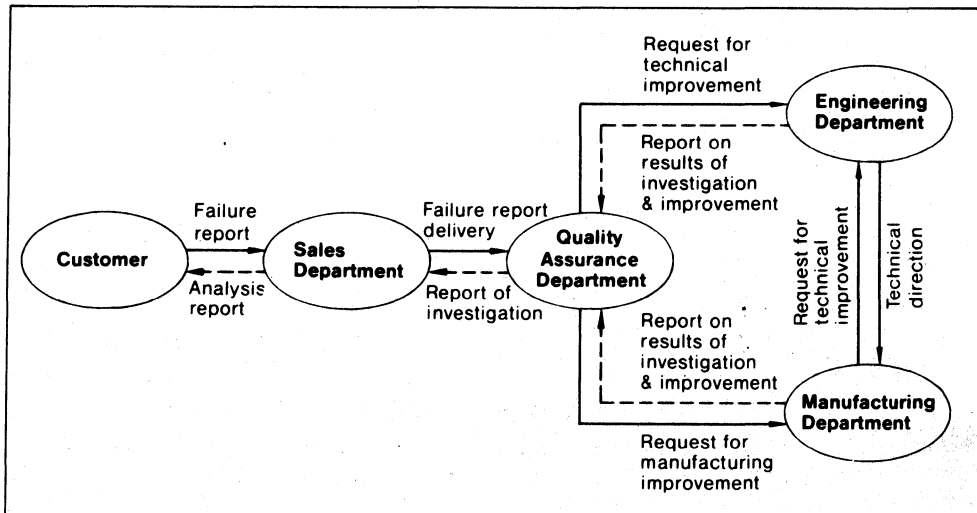 Request for
technical
improvement
Engineering
Department
Report on
results of
investigation
& improvement
Failure
report
Failure report
delivery
Customer
Sales
Department
Quality
Assurance
Department
Analysis
report
Report of
investigation
Request for
technical
improvement
Technical
direction
Report on
results of
investigation
& improvement
Manufacturing
Department
Request for
manufacturing
improvement